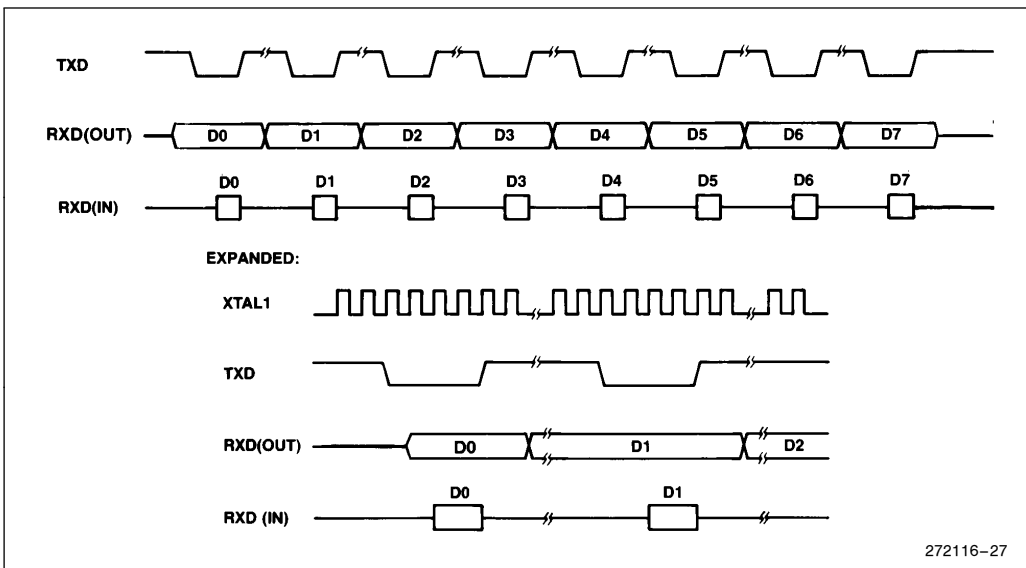 TXD
RXD(OUT) D0 D1 D2 D3 D4 D5 D6 D7
D0 D1 D2 D3 D4 D5 D6 D7
RXD(IN)
EXPANDED:
XTAL1
TXD
RXD(OUT) D0 D1 D2
D0 D1
RXD (IN)
272116–27